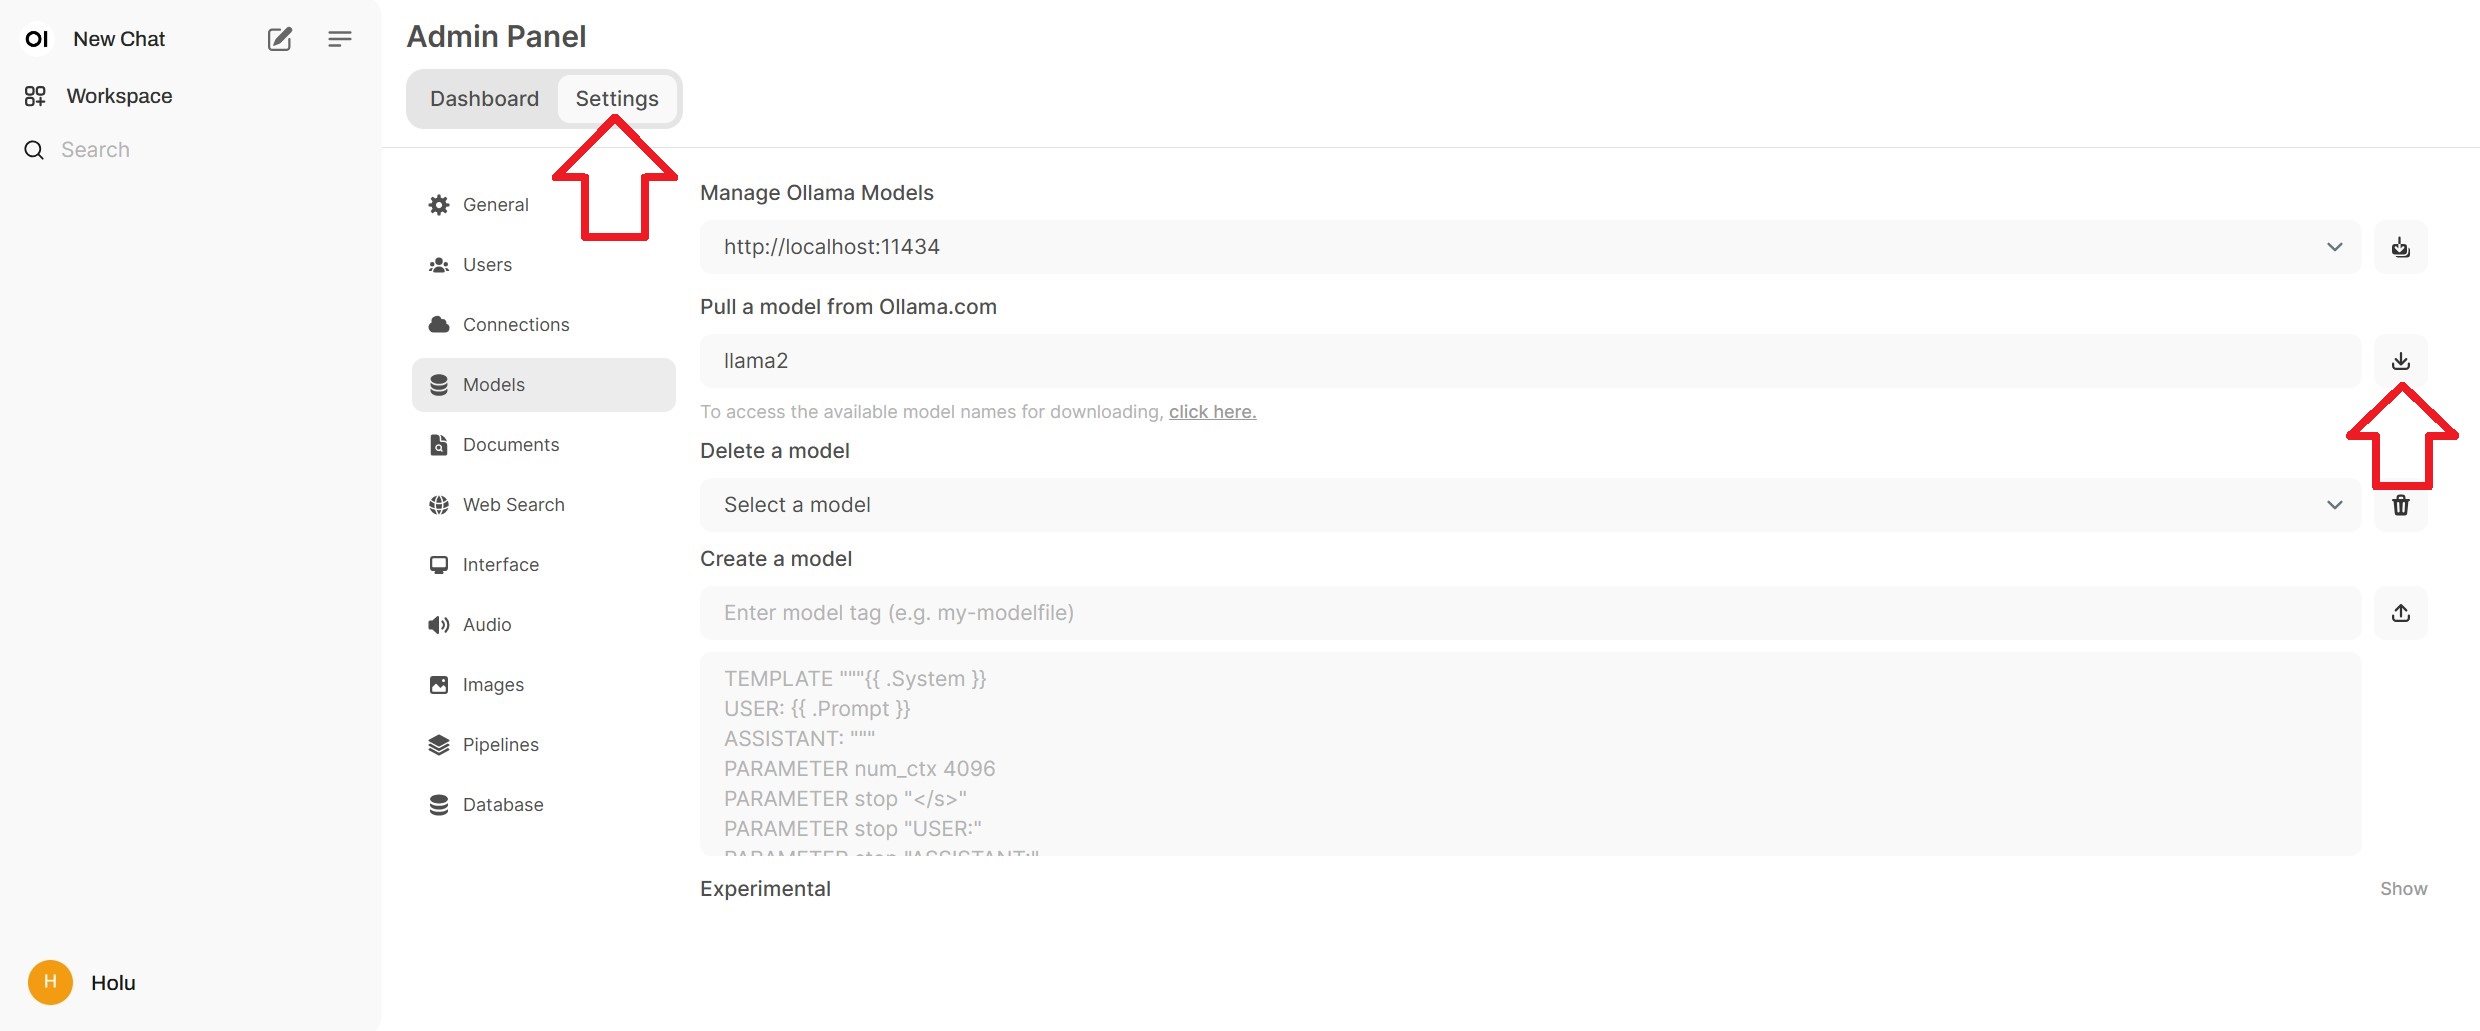 OI New Chat
Workspace
Search
Holu
H
Admin Panel
Dashboard Settings
General
Users
Connections
Models
Documents
Web Search
Interface
Audio
Images
Pipelines
Database
Manage Ollama Models
http://localhost:11434
Pull a model from Ollama.com
llama2
To access the available model names for downloading, click here.
Delete a model
Select a model
Create a model
Enter model tag (e.g. my-modelfile)
TEMPLATE """{{ .System }}
USER: {{ .Prompt }}
ASSISTANT: """
PARAMETER num_ctx 4096
PARAMETER stop "</s>"
PARAMETER stop "USER:"
PARAMETER stop "ASSISTANT:"
Experimental
Show